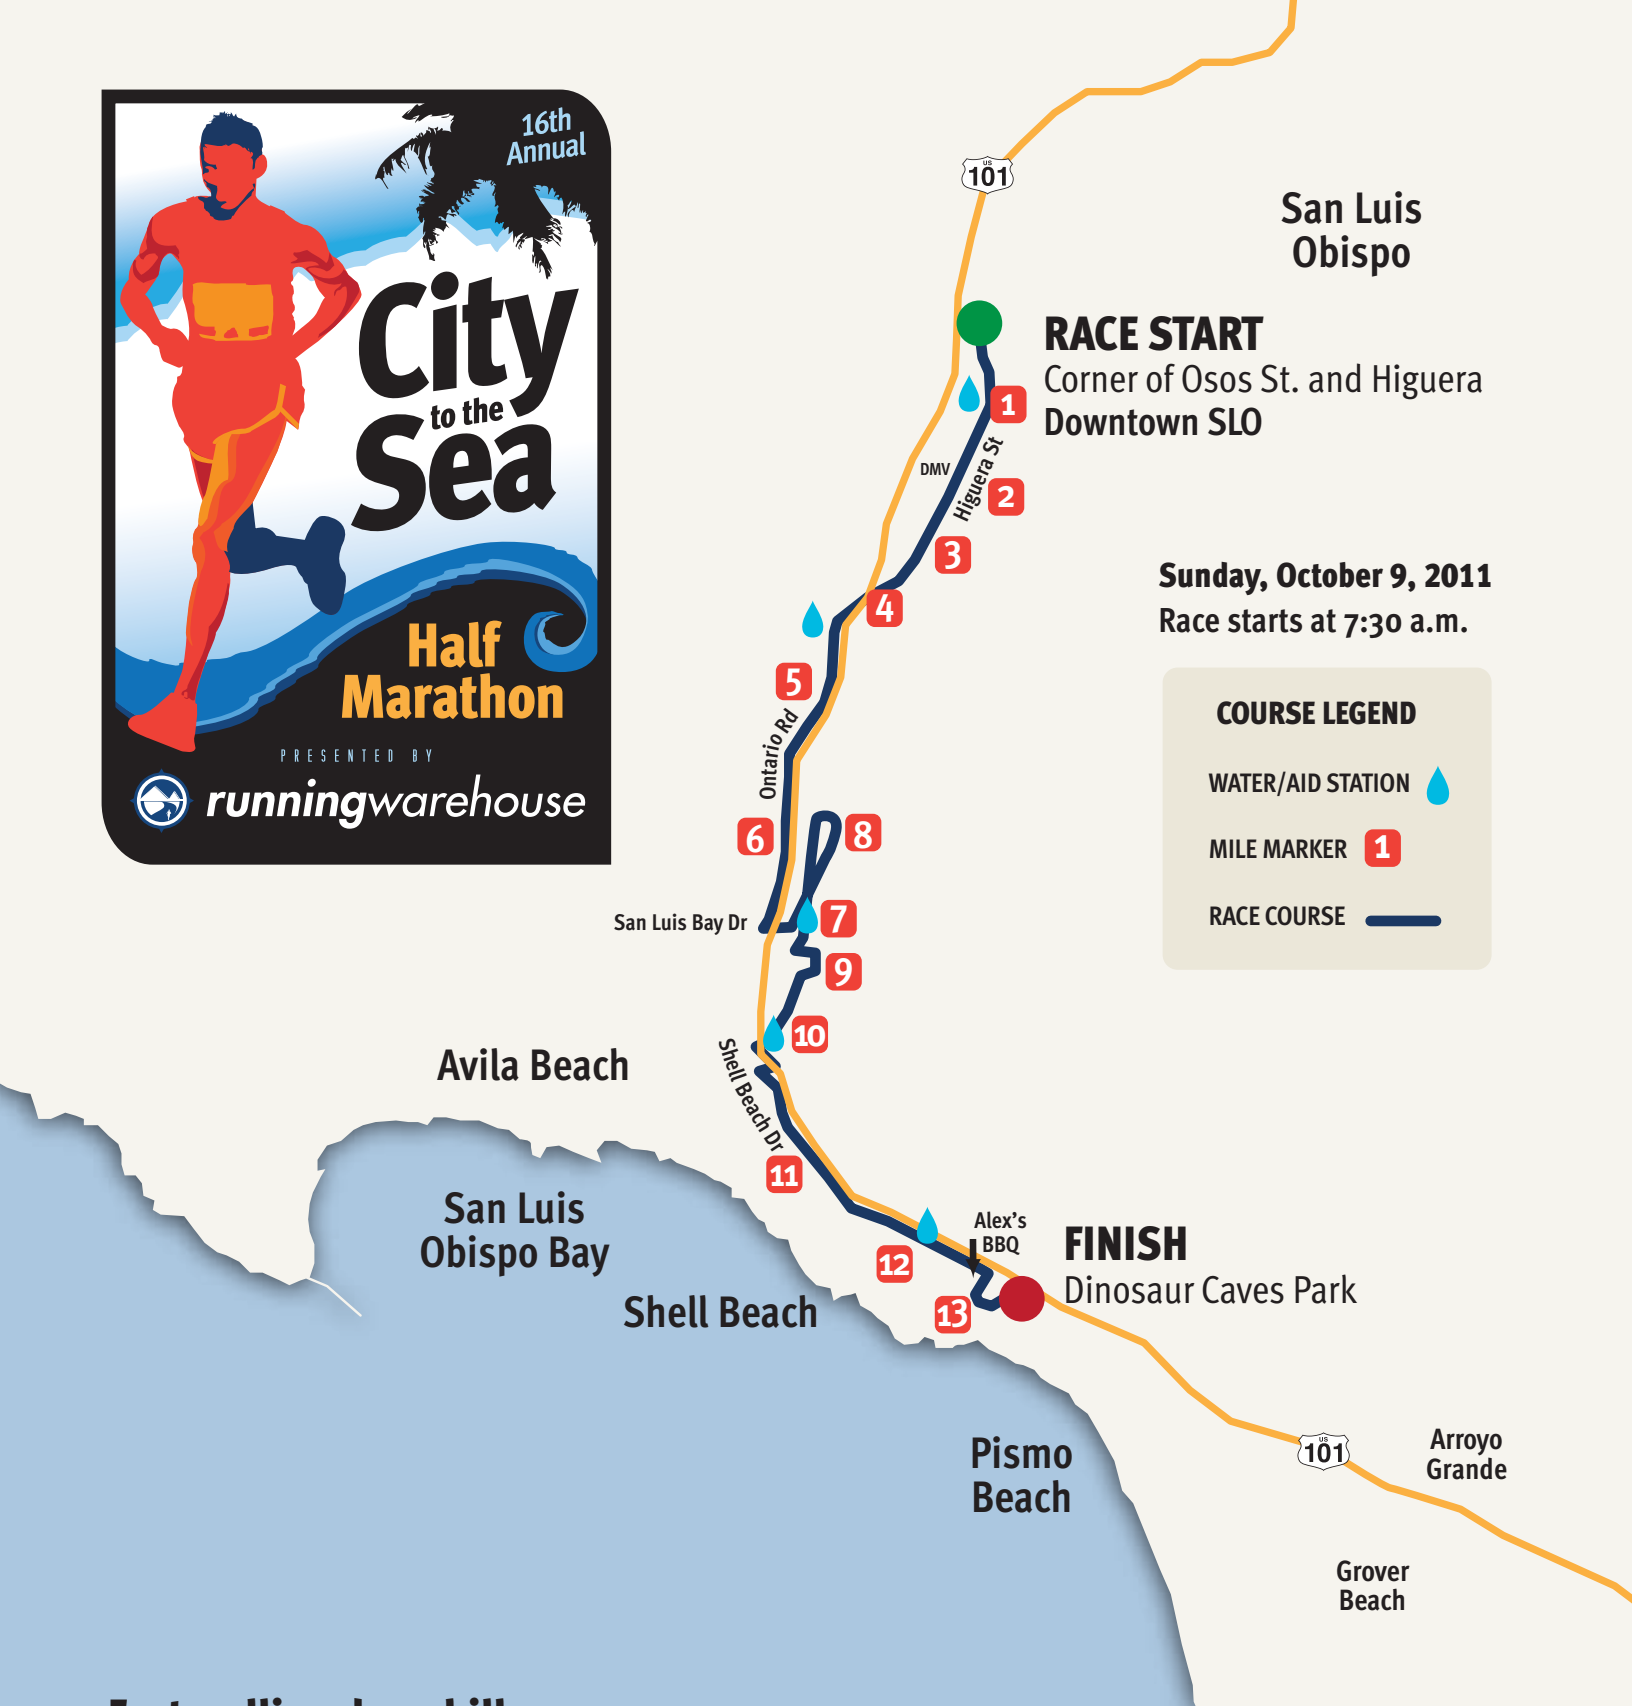 16th
Annual
City
to the
Sea
Half
Marathon
PRESENTED BY
runningwarehouse
US
101
San Luis
Obispo
RACE START
Corner of Osos St. and Higuera
Downtown SLO
1
DMV
Higuera St
2
3
Sunday, October 9, 2011
Race starts at 7:30 a.m.
4
5
Ontario Rd
COURSE LEGEND
WATER/AID STATION
MILE MARKER 1
RACE COURSE
6
8
San Luis Bay Dr
7
9
10
Shell Beach Dr
Avila Beach
11
San Luis
Obispo Bay
Alex's
BBQ
FINISH
Dinosaur Caves Park
12
13
Shell Beach
Pismo
Beach
US
101
Arroyo
Grande
Grover
Beach